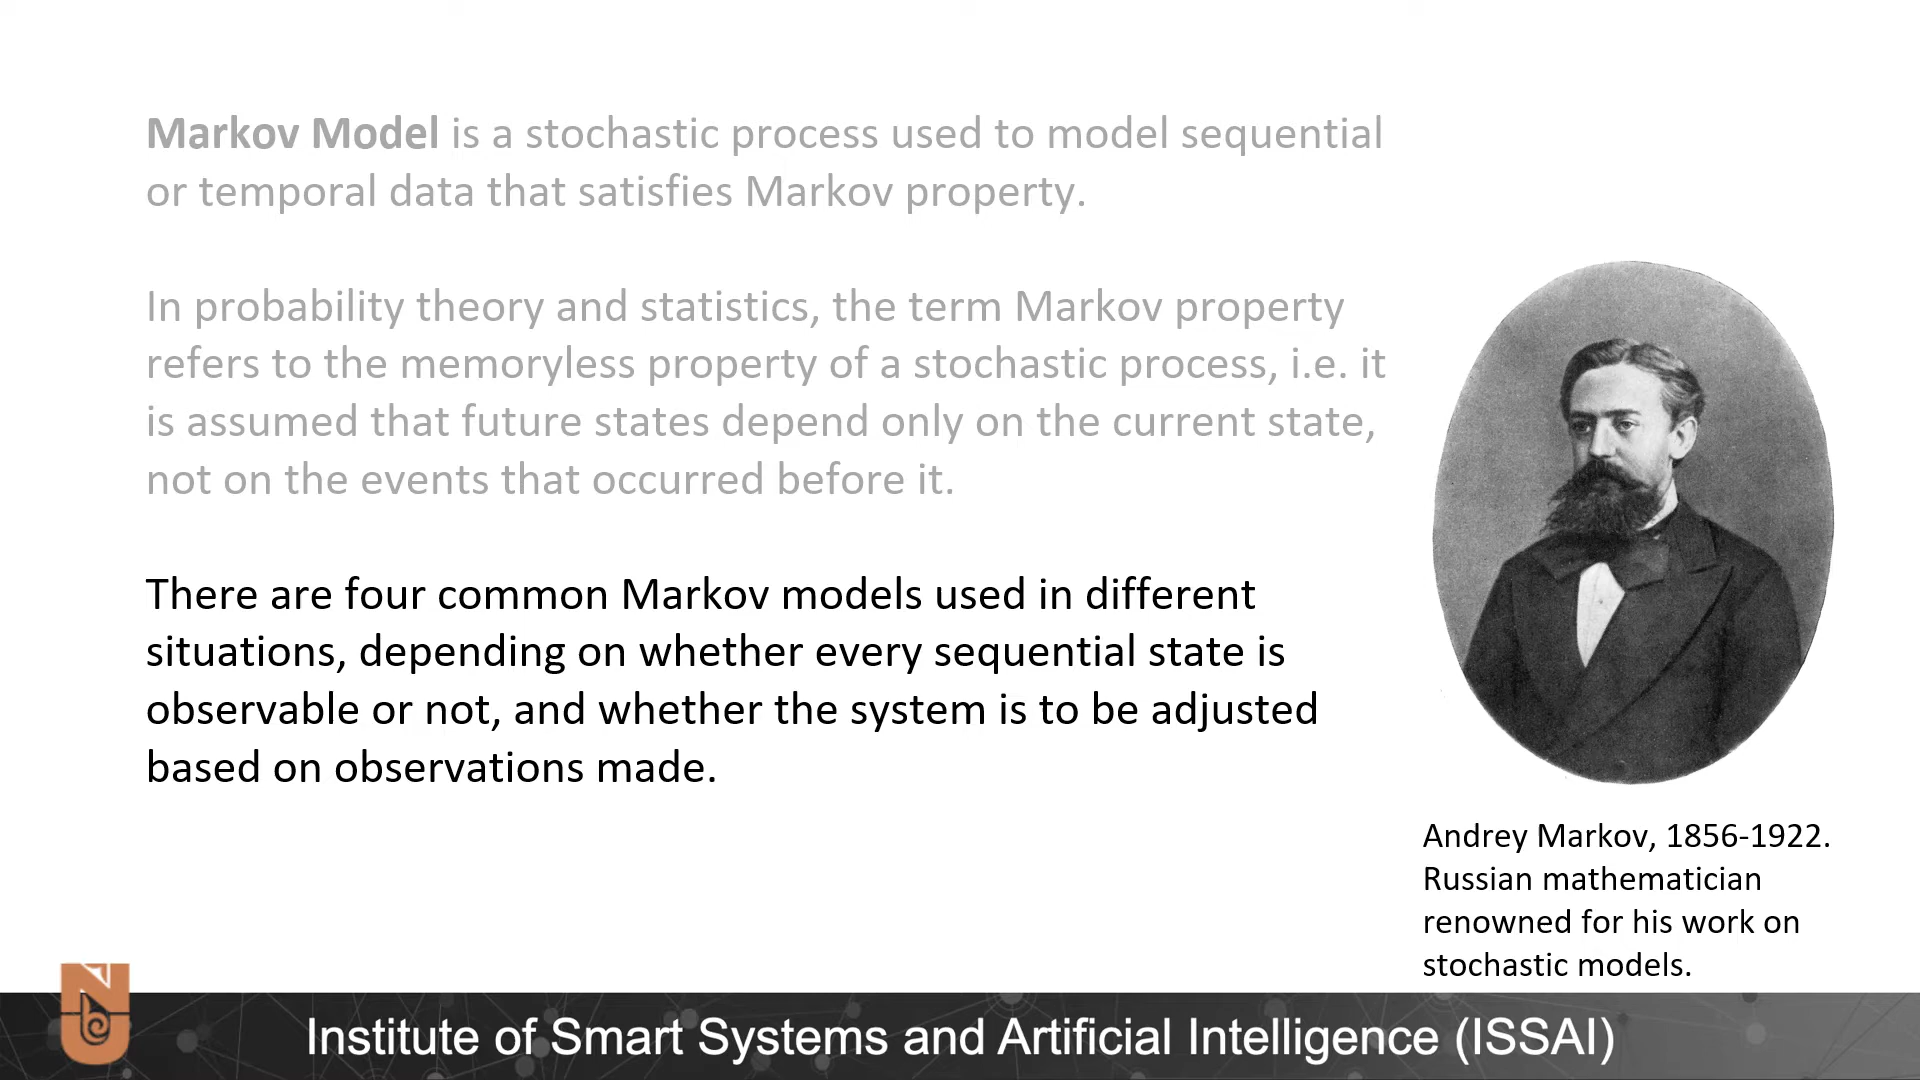 Markov Model is a stochastic process used to model sequential
or temporal data that satisfies Markov property.
In probability theory and statistics, the term Markov property
refers to the memoryless property of a stochastic process, i.e. it
is assumed that future states depend only on the current state,
not on the events that occurred before it.
There are four common Markov models used in different
situations, depending on whether every sequential state is
observable or not, and whether the system is to be adjusted
based on observations made.
Andrey Markov, 1856-1922.
Russian mathematician
renowned for his work on
stochastic models.
Institute of Smart Systems and Artificial Intelligence (ISSAI)